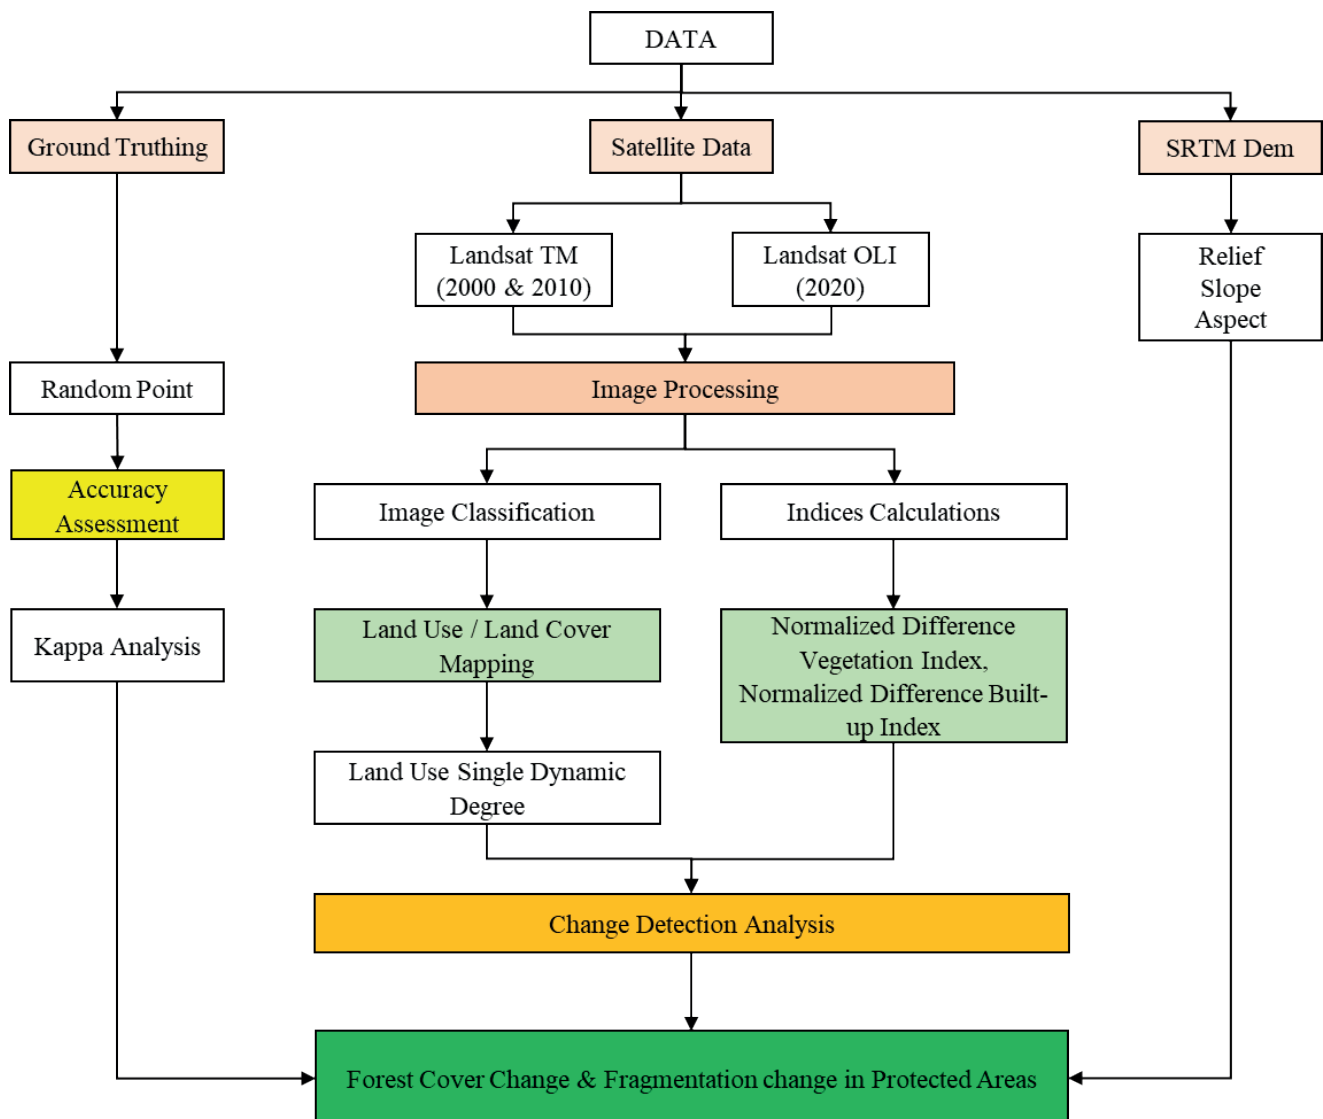 DATA
Ground Truthing
Satellite Data
SRTM Dem
Landsat TM
(2000 & 2010)
Landsat OLI
(2020)
Relief
Slope
Aspect
Random Point
Image Processing
Accuracy
Assessment
Image Classification
Indices Calculations
Kappa Analysis
Land Use / Land Cover
Mapping
Normalized Difference
Vegetation Index,
Normalized Difference Built-
up Index
Land Use Single Dynamic
Degree
Change Detection Analysis
Forest Cover Change & Fragmentation change in Protected Areas